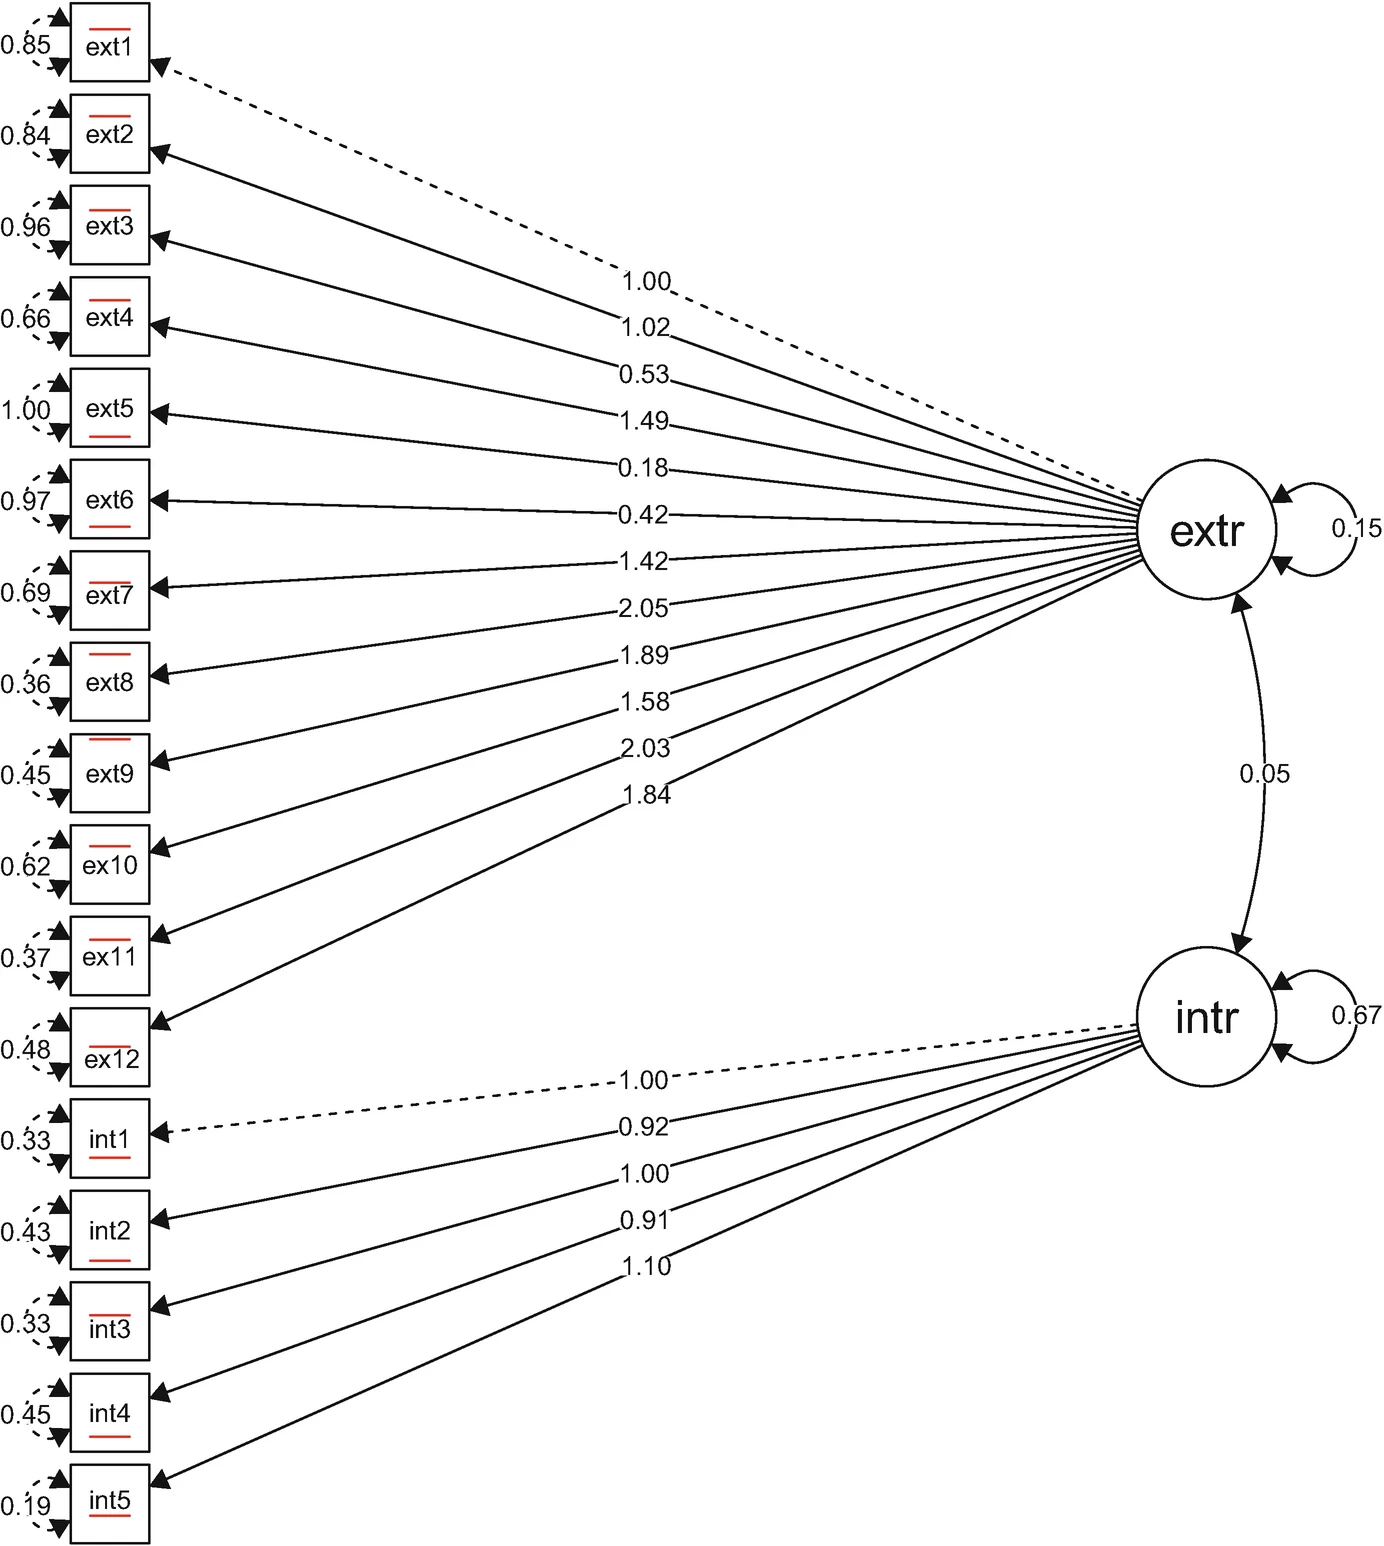 0.85 ext1
0.84 ext2
0.96 ext3
0.66 ext4
1.00 ext5
0.97 ext6
0.69 ext7
0.36 ext8
0.45 ext9
0.62 ex10
0.37 ex11
0.48 ex12
0.33 int1
0.43 int2
0.33 int3
0.45 int4
0.19 int5
1.00
1.02
0.53
1.49
0.18
0.42
1.42
2.05
1.89
1.58
2.03
1.84
1.00
0.92
1.00
0.91
1.10
extr 0.15
0.05
intr 0.67